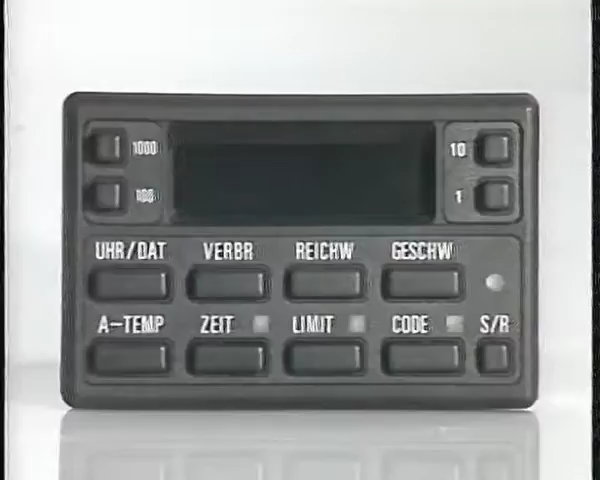 1000 10
100 1
UHR/DAT VERBR REICHW GESCHW
A-TEMP ZEIT LIMIT CODE S/R